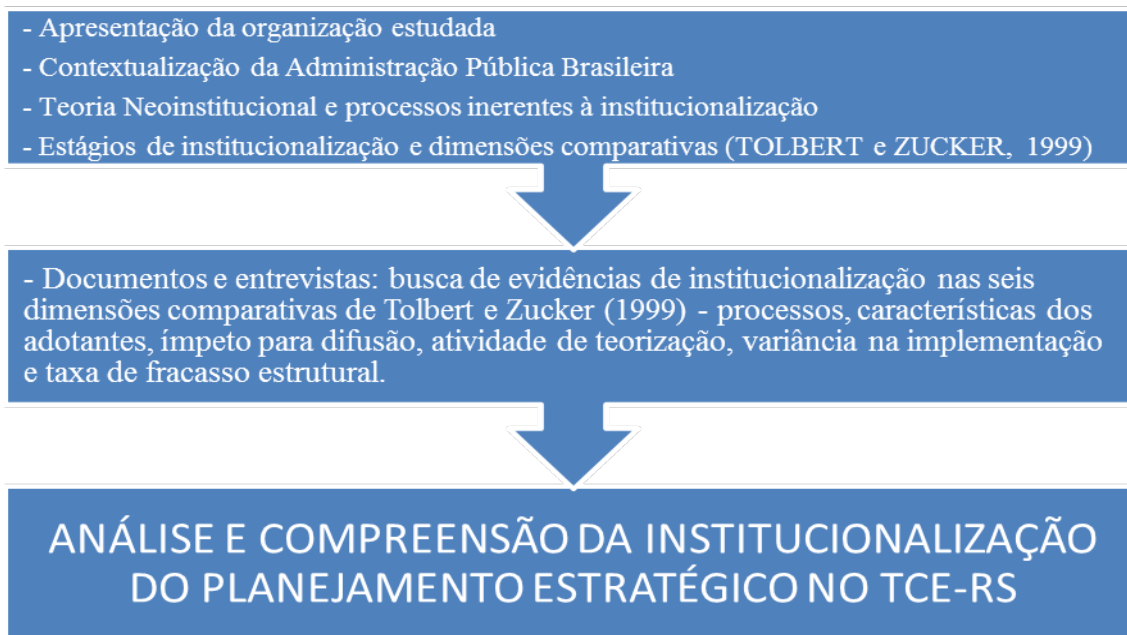 - Apresentação da organização estudada
- Contextualização da Administração Pública Brasileira
- Teoria Neoinstitucional e processos inerentes à institucionalização
- Estágios de institucionalização e dimensões comparativas (TOLBERT e ZUCKER, 1999)
- Documentos e entrevistas: busca de evidências de institucionalização nas seis
dimensões comparativas de Tolbert e Zucker (1999) - processos, características dos
adotantes, ímpeto para difusão, atividade de teorização, variância na implementação
e taxa de fracasso estrutural.
ANÁLISE E COMPREENSÃO DA INSTITUCIONALIZAÇÃO
DO PLANEJAMENTO ESTRATÉGICO NO TCE-RS